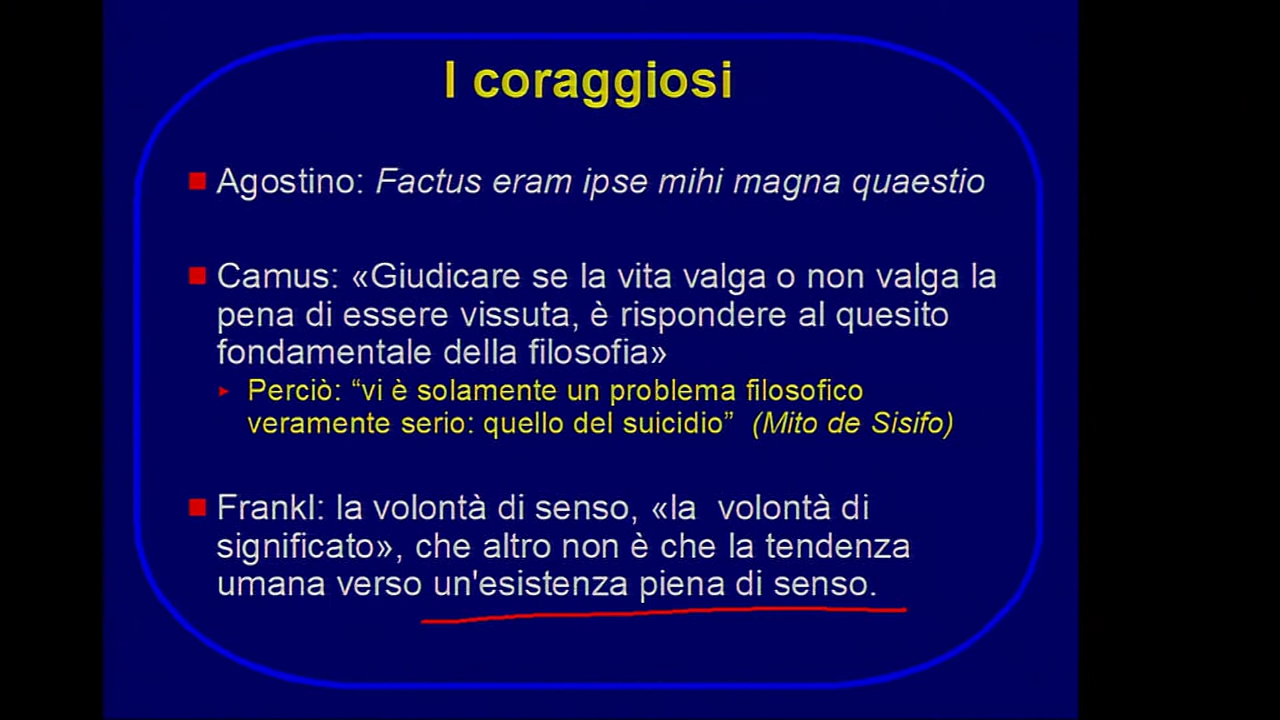 I coraggiosi
Agostino: Factus eram ipse mihi magna quaestio
Camus: «Giudicare se la vita valga o non valga la
pena di essere vissuta, è rispondere al quesito
fondamentale della filosofia»
Perciò: “vi è solamente un problema filosofico
veramente serio: quello del suicidio” (Mito de Sisifo)
Frankl: la volontà di senso, «la volontà di
significato», che altro non è che la tendenza
umana verso un'esistenza piena di senso.